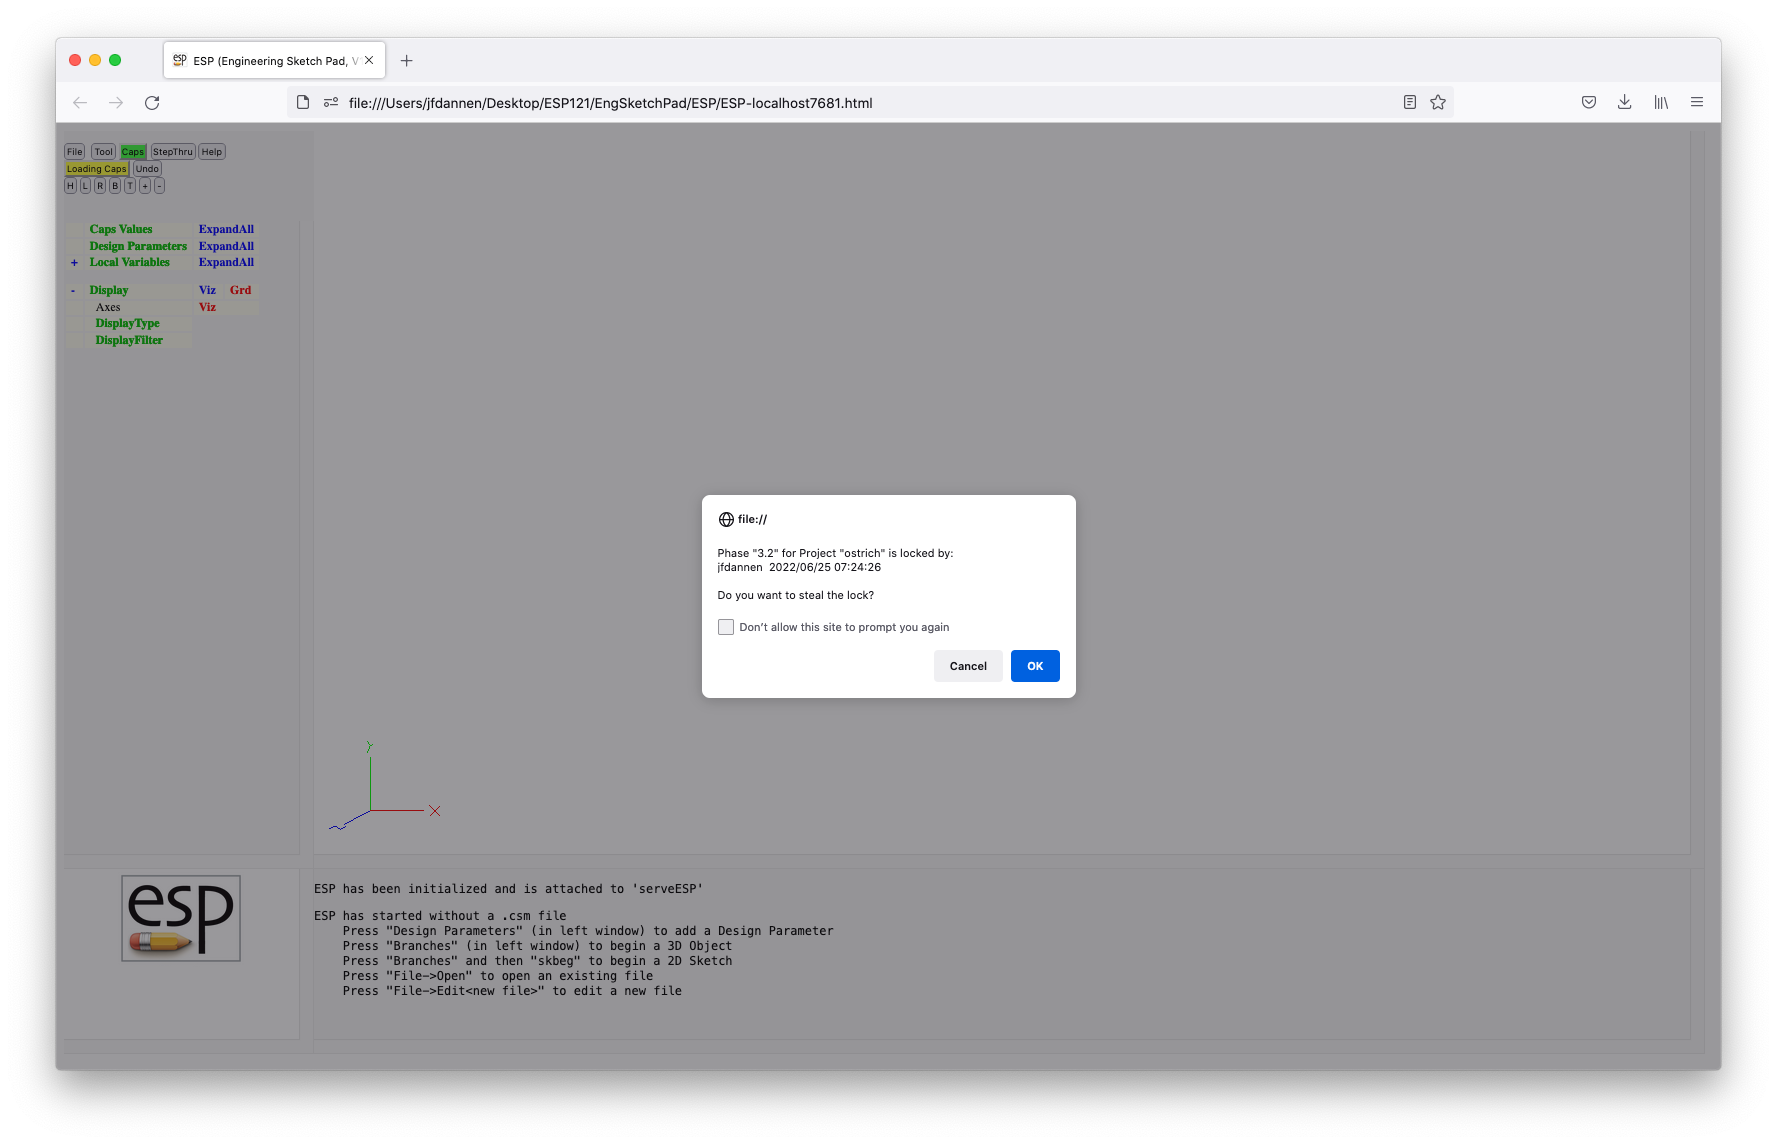 esp ESP (Engineering Sketch Pad, V
file:///Users/jfdannen/Desktop/ESP121/EngSketchPad/ESP/ESP-localhost7681.html
File Tool Caps StepThru Help
Loading Caps Undo
H L R B T + -
Caps Values ExpandAll
Design Parameters ExpandAll
+ Local Variables ExpandAll
- Display Viz Grd
Axes Viz
DisplayType
DisplayFilter
file://
Phase "3.2" for Project "ostrich" is locked by:
jfdannen 2022/06/25 07:24:26
Do you want to steal the lock?
Don't allow this site to prompt you again
Cancel OK
Y
X
Z
esp
ESP has been initialized and is attached to 'serveESP'
ESP has started without a .csm file
Press "Design Parameters" (in left window) to add a Design Parameter
Press "Branches" (in left window) to begin a 3D Object
Press "Branches" and then "skbeg" to begin a 2D Sketch
Press "File->Open" to open an existing file
Press "File->Edit<new file>" to edit a new file